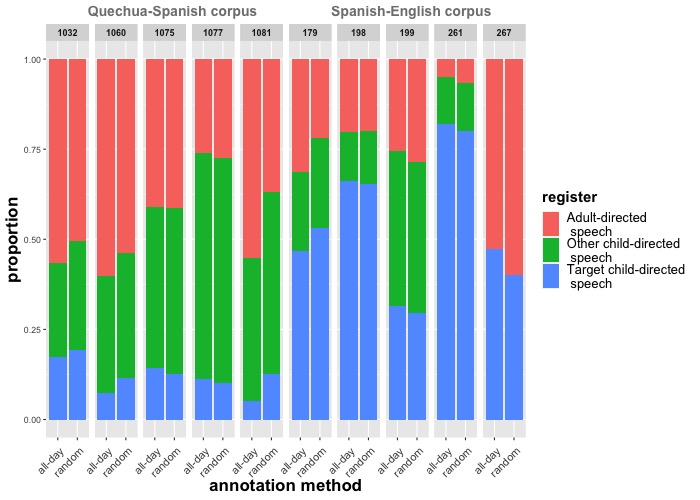 Quechua-Spanish corpus Spanish-English corpus
1032 1060 1075 1077 1081 179 198 199 261 267
1.00
0.75
0.50
0.25
0.00
proportion
all-day random all-day random all-day random all-day random all-day random all-day random all-day random all-day random all-day random all-day random
annotation method
register
Adult-directed
speech
Other child-directed
speech
Target child-directed
speech